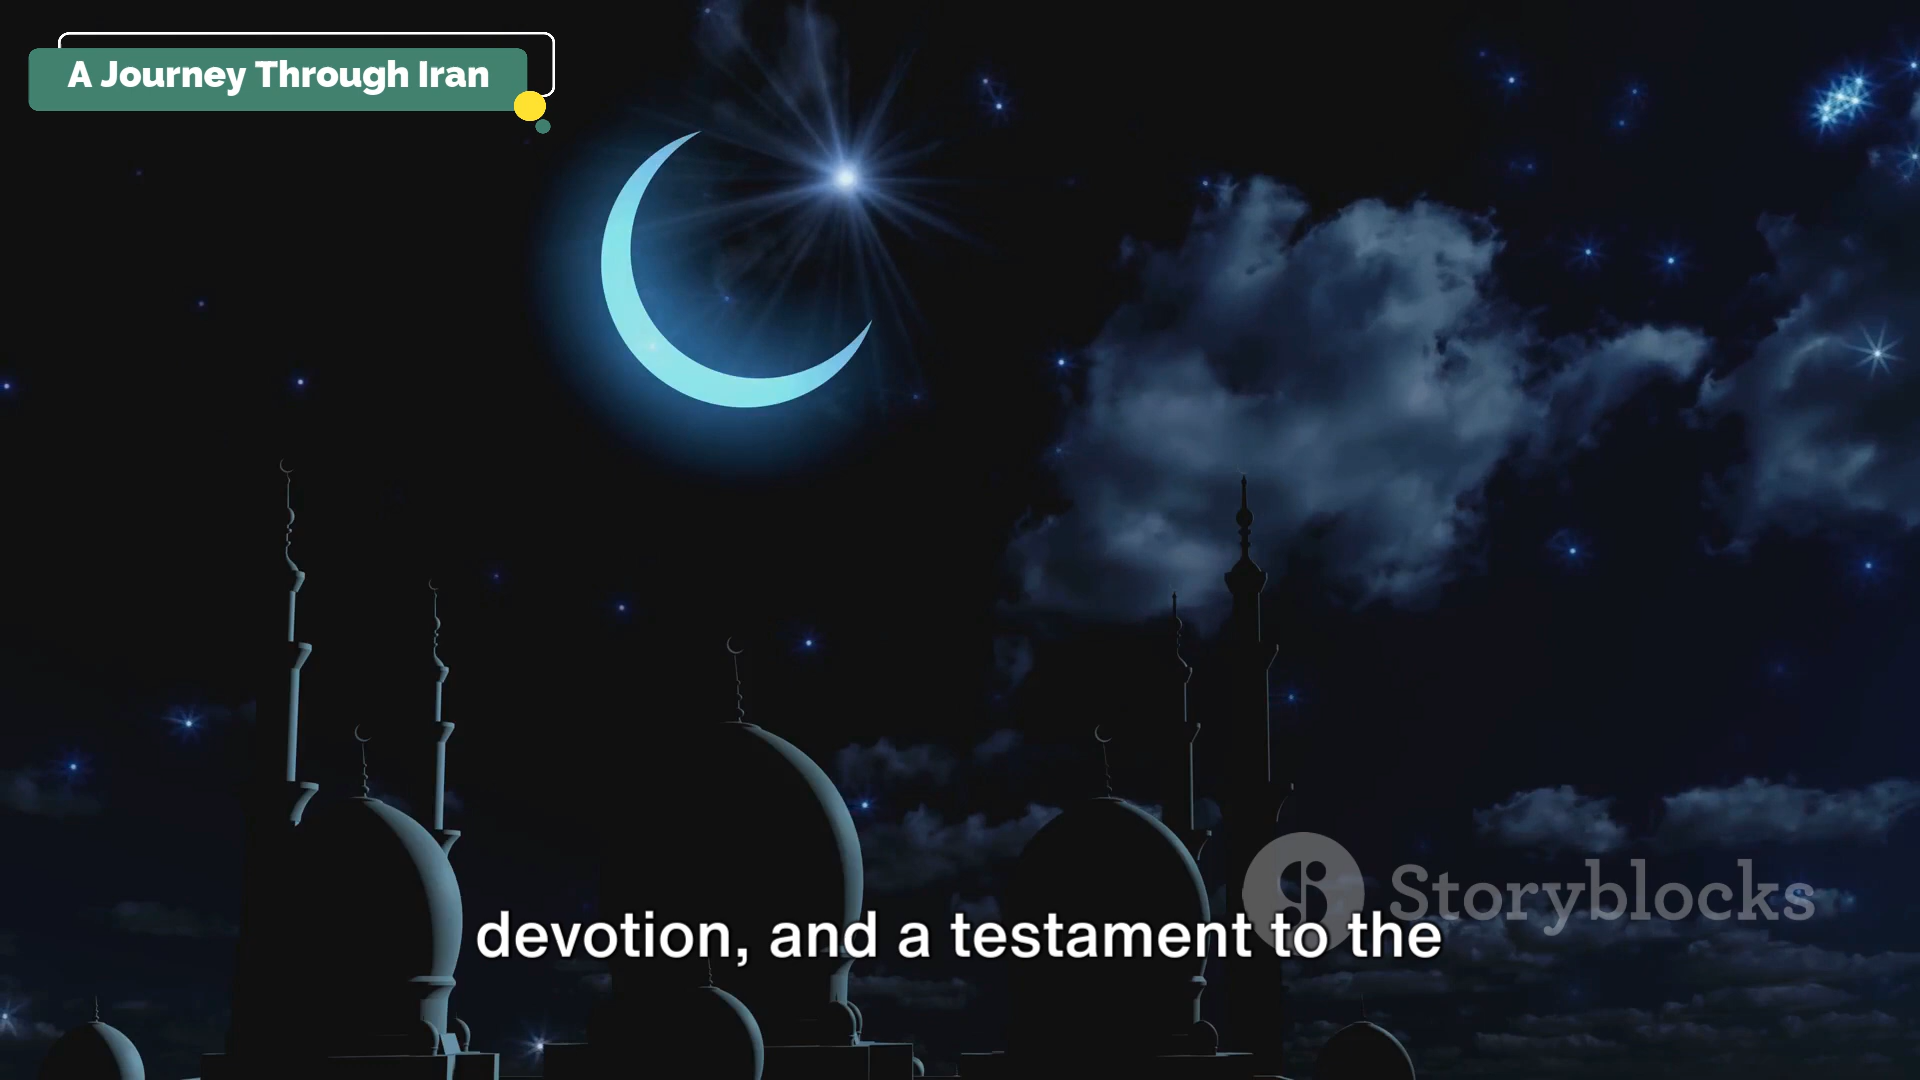 A Journey Through Iran
Storyblocks
devotion, and a testament to the